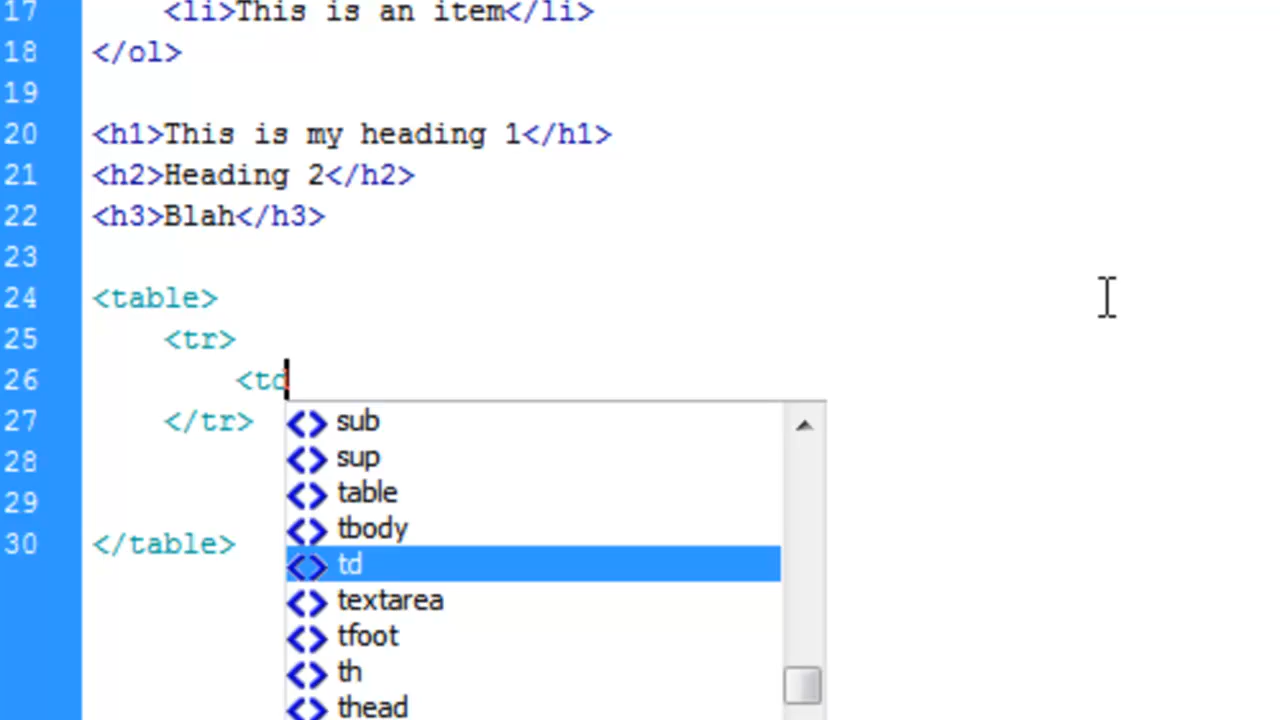 17 <li>This is an item</li>
18 </ol>
19
20 <h1>This is my heading 1</h1>
21 <h2>Heading 2</h2>
22 <h3>Blah</h3>
23
24 <table>
25 <tr>
26 <td
27 </tr>
28
29
30 </table>
sub
sup
table
tbody
td
textarea
tfoot
th
thead